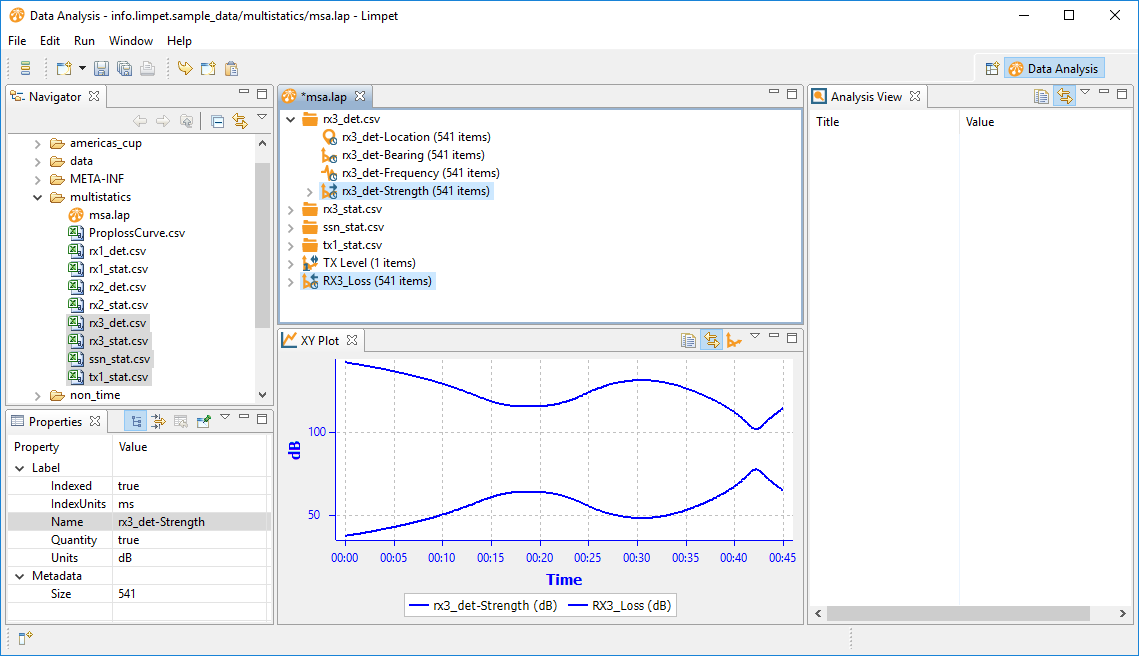 Data Analysis - info.limpet.sample_data/multistatics/msa.lap - Limpet
File Edit Run Window Help
Data Analysis
Navigator
americas_cup
data
META-INF
multistatics
msa.lap
ProplossCurve.csv
rx1_det.csv
rx1_stat.csv
rx2_det.csv
rx2_stat.csv
rx3_det.csv
rx3_stat.csv
ssn_stat.csv
tx1_stat.csv
non_time
Properties
Property Value
Label
Indexed true
IndexUnits ms
Name rx3_det-Strength
Quantity true
Units dB
Metadata
Size 541
*msa.lap
rx3_det.csv
rx3_det-Location (541 items)
rx3_det-Bearing (541 items)
rx3_det-Frequency (541 items)
rx3_det-Strength (541 items)
rx3_stat.csv
ssn_stat.csv
tx1_stat.csv
TX Level (1 items)
RX3_Loss (541 items)
XY Plot
100
dB
50
00:00 00:05 00:10 00:15 00:20 00:25 00:30 00:35 00:40 00:45
Time
rx3_det-Strength (dB) RX3_Loss (dB)
Analysis View
Title Value